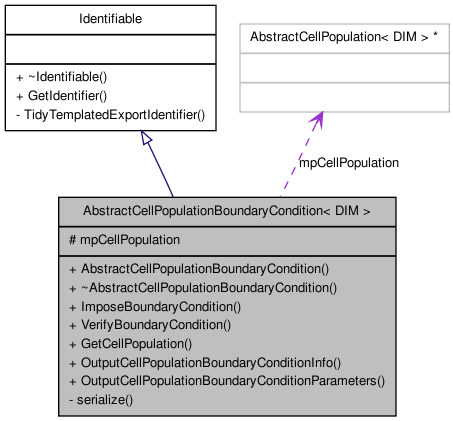 Identifiable
+ ~Identifiable()
+ GetIdentifier()
- TidyTemplatedExportIdentifier()
AbstractCellPopulation< DIM > *
mpCellPopulation
AbstractCellPopulationBoundaryCondition< DIM >
# mpCellPopulation
+ AbstractCellPopulationBoundaryCondition()
+ ~AbstractCellPopulationBoundaryCondition()
+ ImposeBoundaryCondition()
+ VerifyBoundaryCondition()
+ GetCellPopulation()
+ OutputCellPopulationBoundaryConditionInfo()
+ OutputCellPopulationBoundaryConditionParameters()
- serialize()